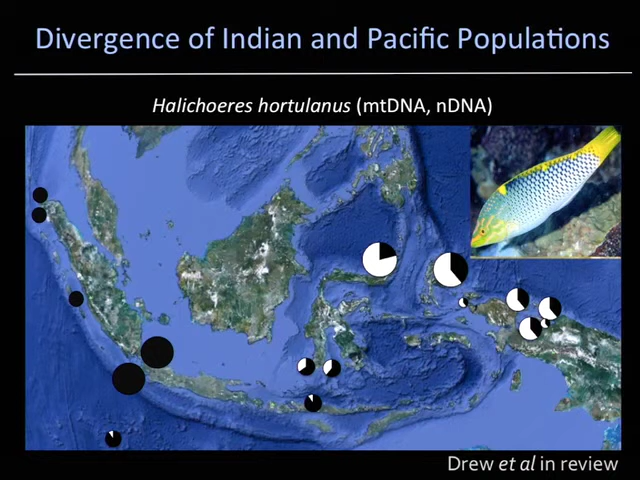 Divergence of Indian and Pacific Populations
Halichoeres hortulanus (mtDNA, nDNA)
Drew et al in review